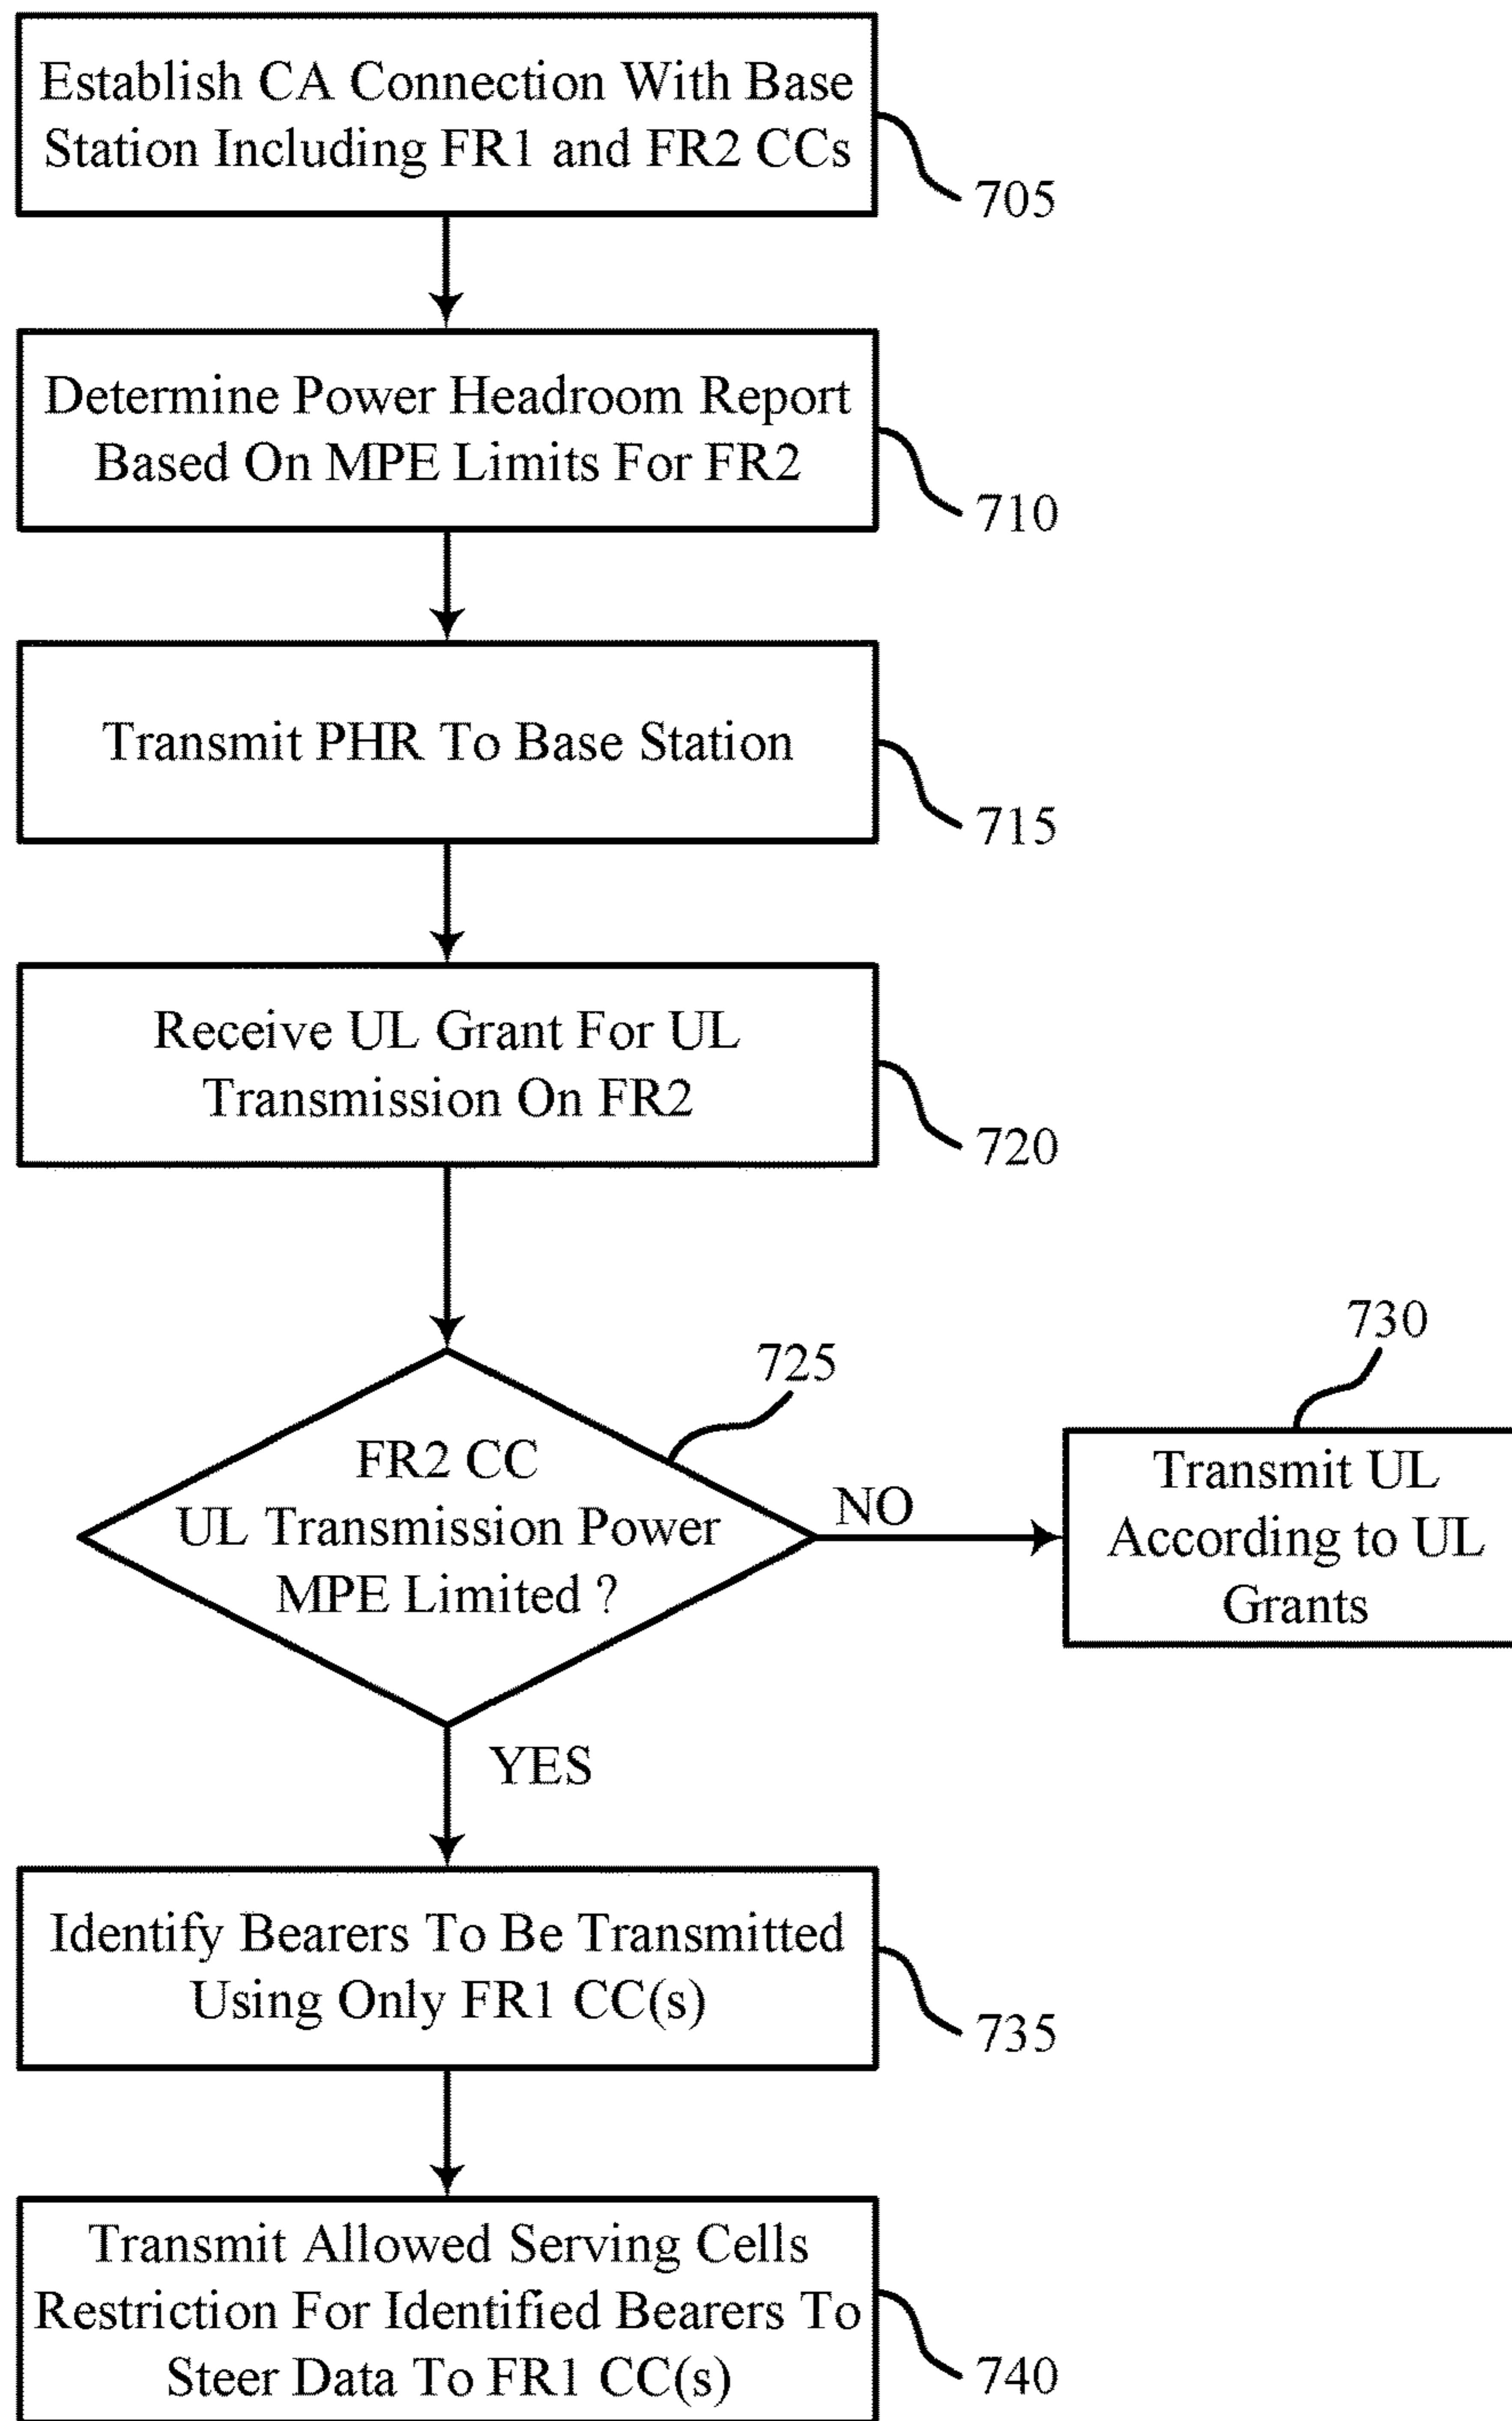 Establish CA Connection With Base
Station Including FR1 and FR2 CCs
705
Determine Power Headroom Report
Based On MPE Limits For FR2
710
Transmit PHR To Base Station
715
Receive UL Grant For UL
Transmission On FR2
720
725
FR2 CC
UL Transmission Power
MPE Limited ?
NO
730
Transmit UL
According to UL
Grants
YES
Identify Bearers To Be Transmitted
Using Only FR1 CC(s)
735
Transmit Allowed Serving Cells
Restriction For Identified Bearers To
Steer Data To FR1 CC(s)
740